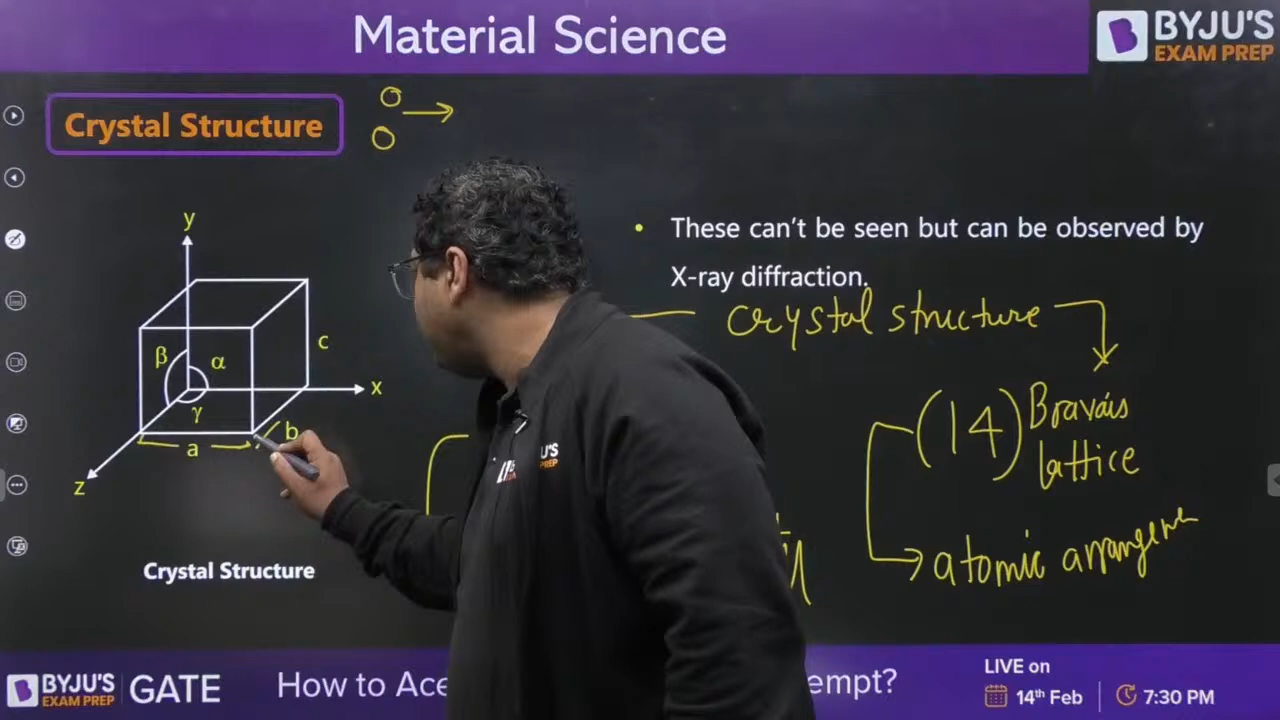 Material Science
BYJU'S
EXAM PREP
Crystal Structure
y
β
α
c
x
γ
b
a
z
Crystal Structure
• These can't be seen but can be observed by
X-ray diffraction.
crystal structure
(14) Bravais
lattice
atomic
BYJU'S
EXAM PREP
GATE
How to Ace
empt?
LIVE on
14th Feb
7:30 PM